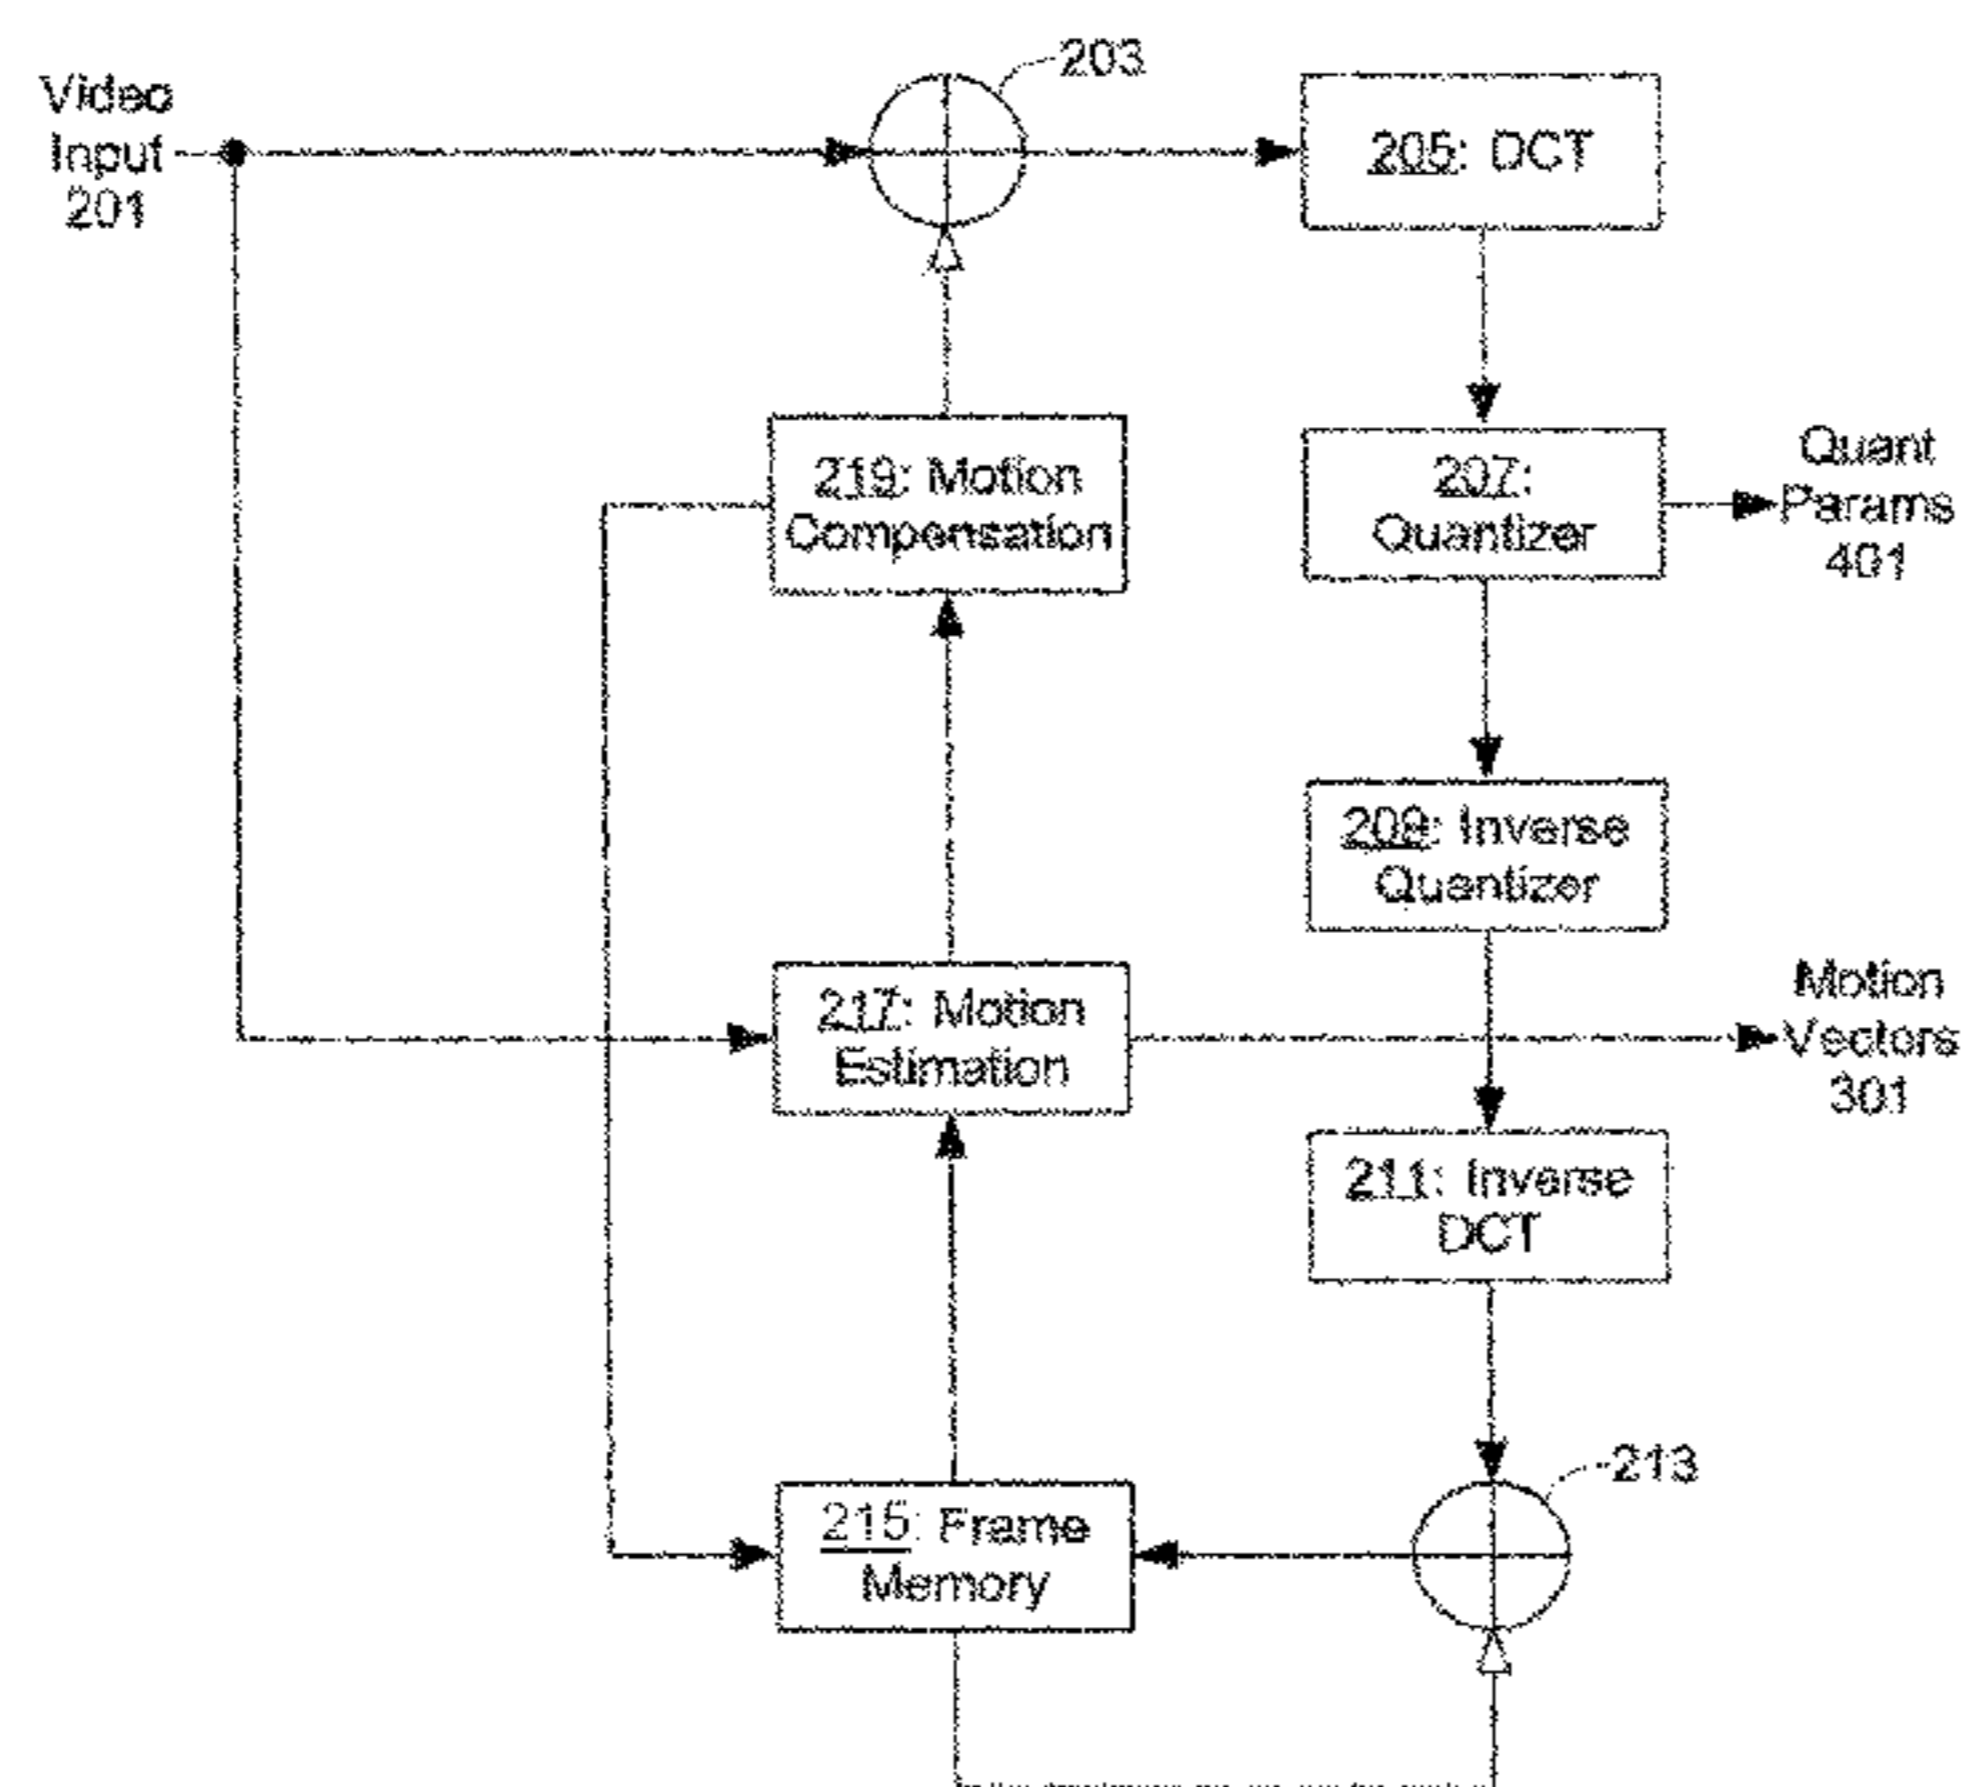 Video
Input
201
203
205: DCT
219: Motion
Compensation
207:
Quantizer
Quant
Params
401
209: Inverse
Quantizer
217: Motion
Estimation
Motion
Vectors
301
211: Inverse
DCT
213
215: Frame
Memory